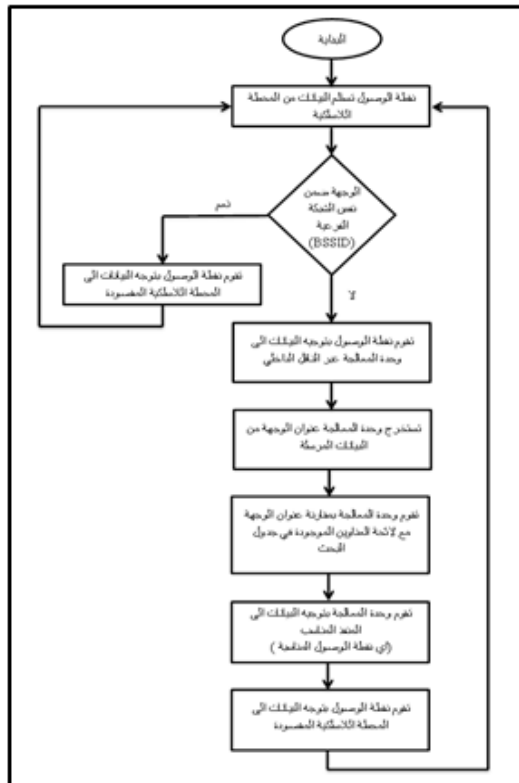 البداية
نقطة الوصول تستلم البيانات من المحطة
اللاسلكية
الوجهة ضمن
نفس الشبكة
الفرعية
(BSSID)
نعم
لا
تقوم نقطة الوصول بتوجه البيانات الى
المحطة اللاسلكية المقصودة
تقوم نقطة الوصول بتوجيه البيانات الى
وحدة المعالجة عبر الناقل الداخلي
تستخرج وحدة المعالجة عنوان الوجهة من
البيانات المرسلة
تقوم وحدة المعالجة بمقارنة عنوان الوجهة
مع لائحة العناوين الموجودة في جدول
البحث
تقوم وحدة المعالجة بتوجيه البيانات الى
المنفذ المناسب
(اي نقطة الوصول المناسبة )
تقوم نقطة الوصول بتوجه البيانات الى
المحطة اللاسلكية المقصودة